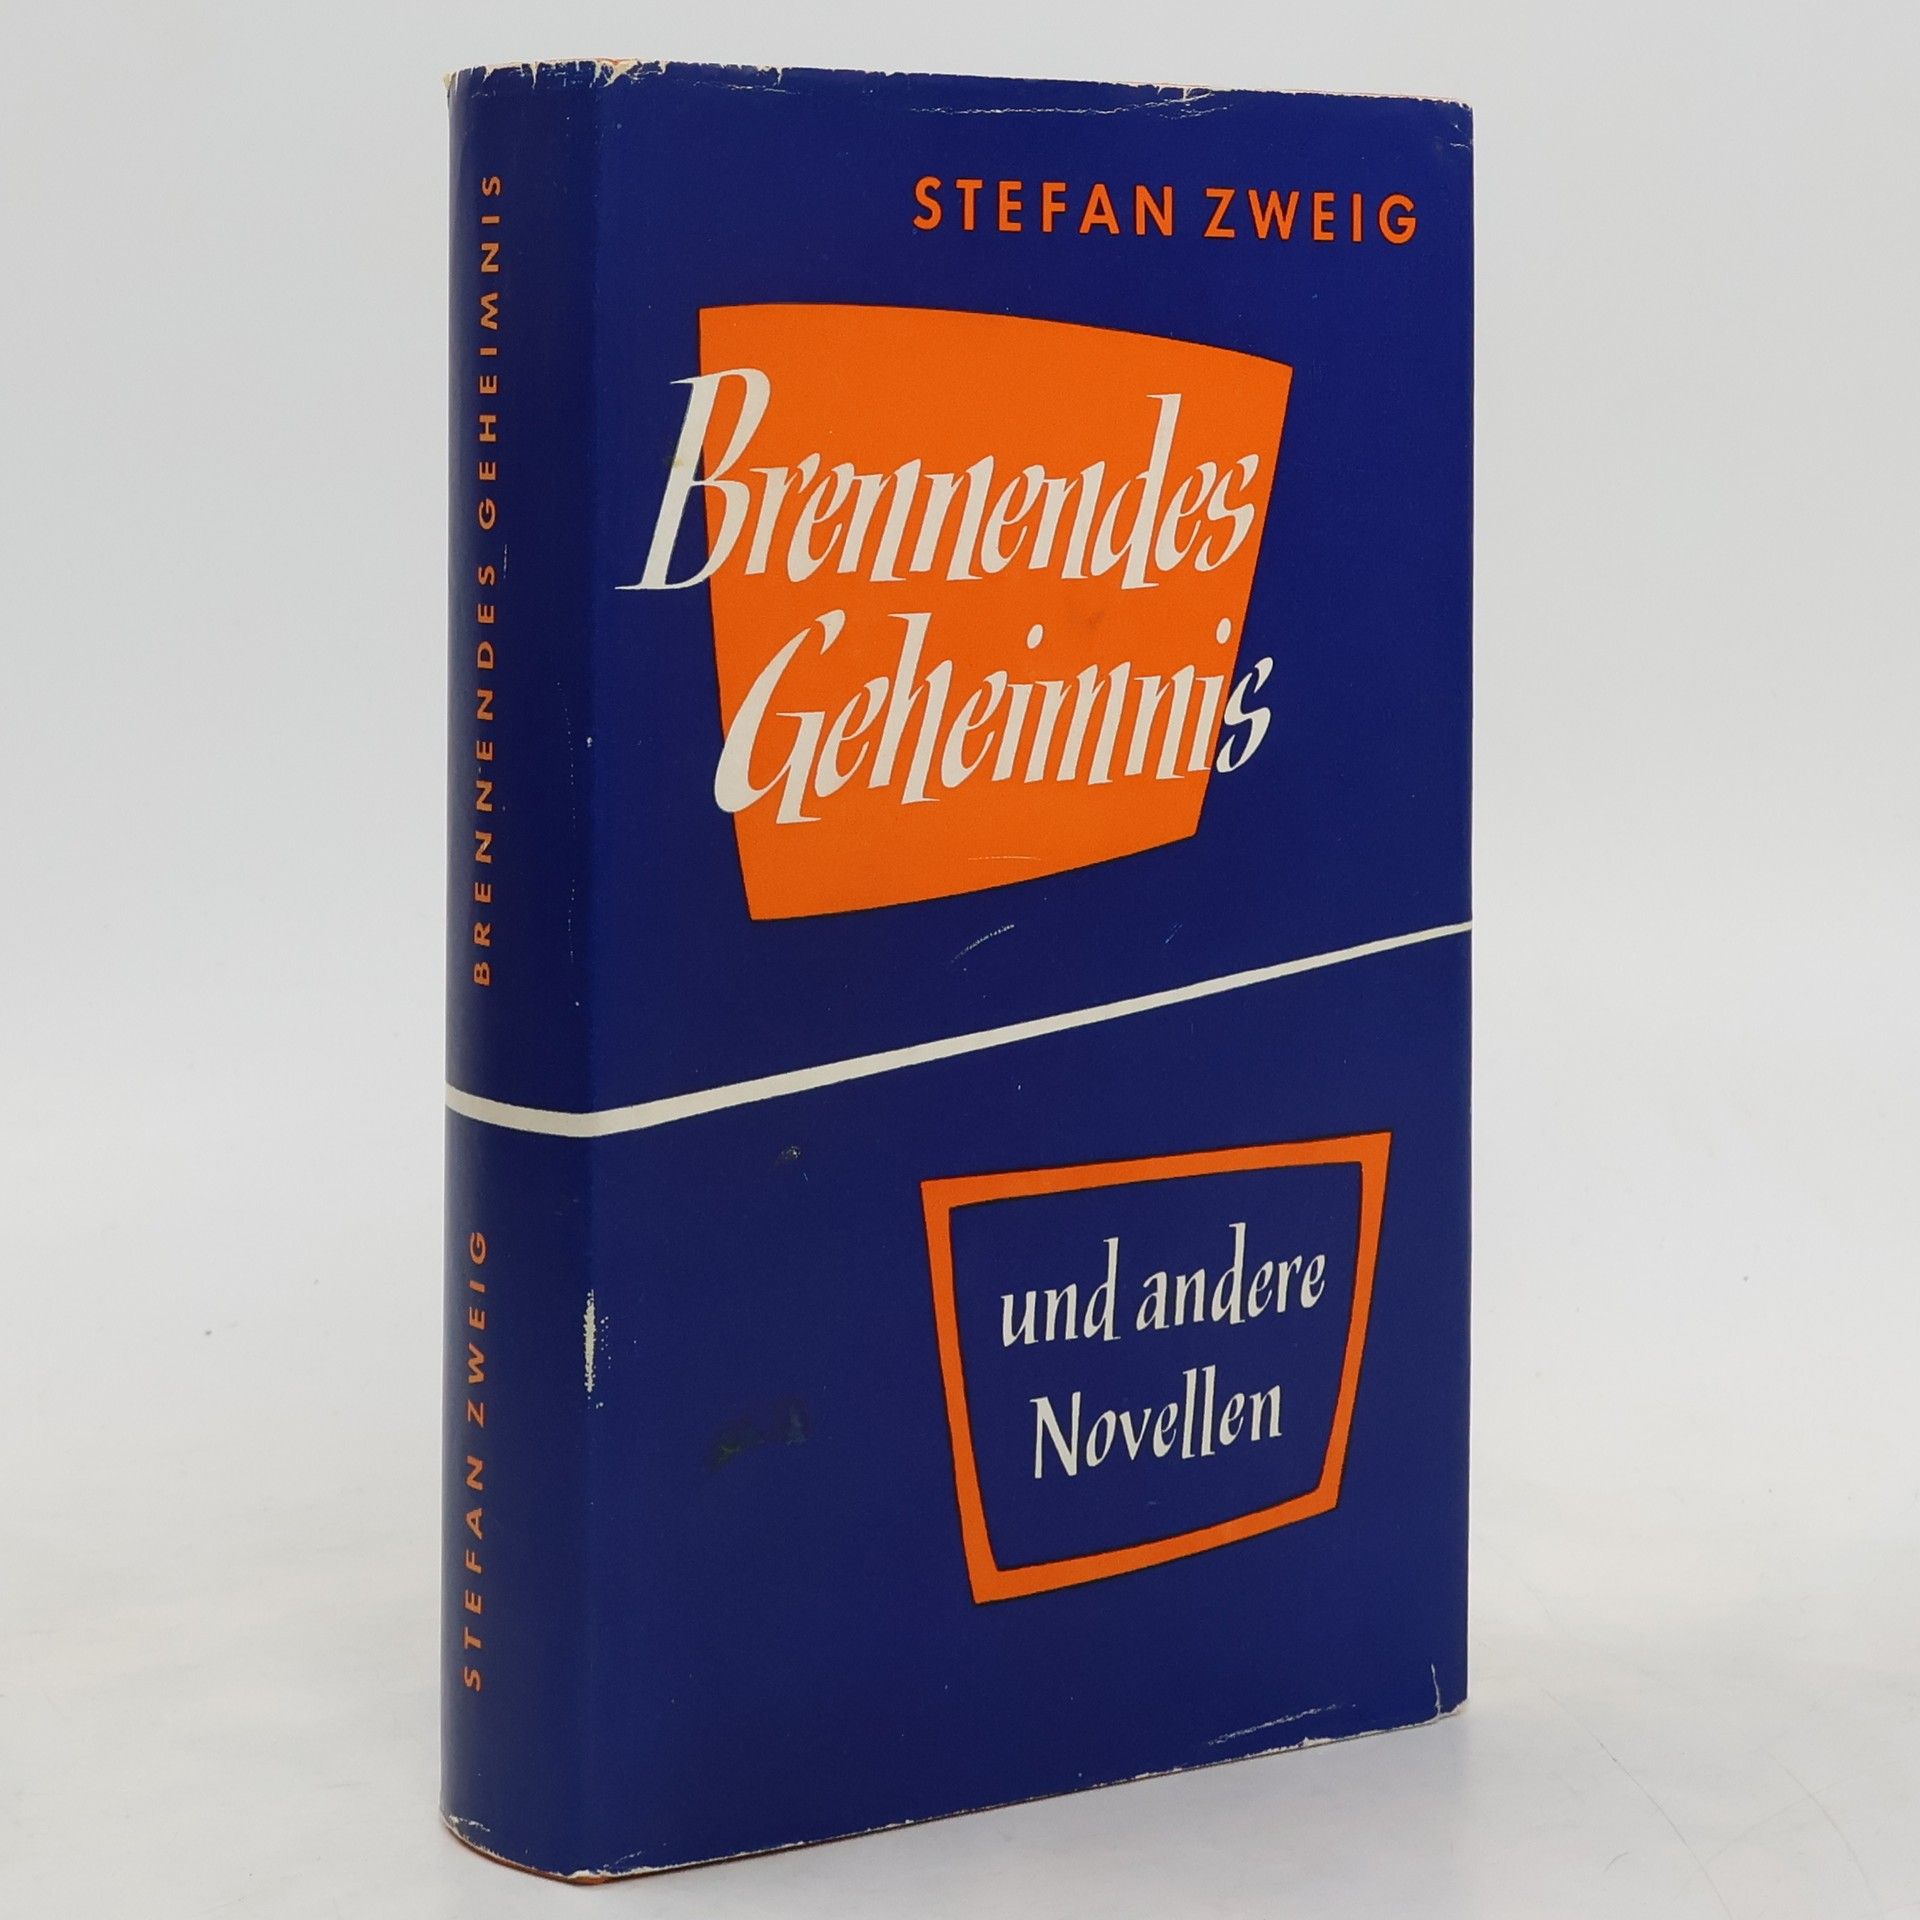 STEFAN ZWEIG
Brennendes
Geheimnis
und andere
Novellen
BRENNENDES GEHEIMNIS
STEFAN ZWEIG